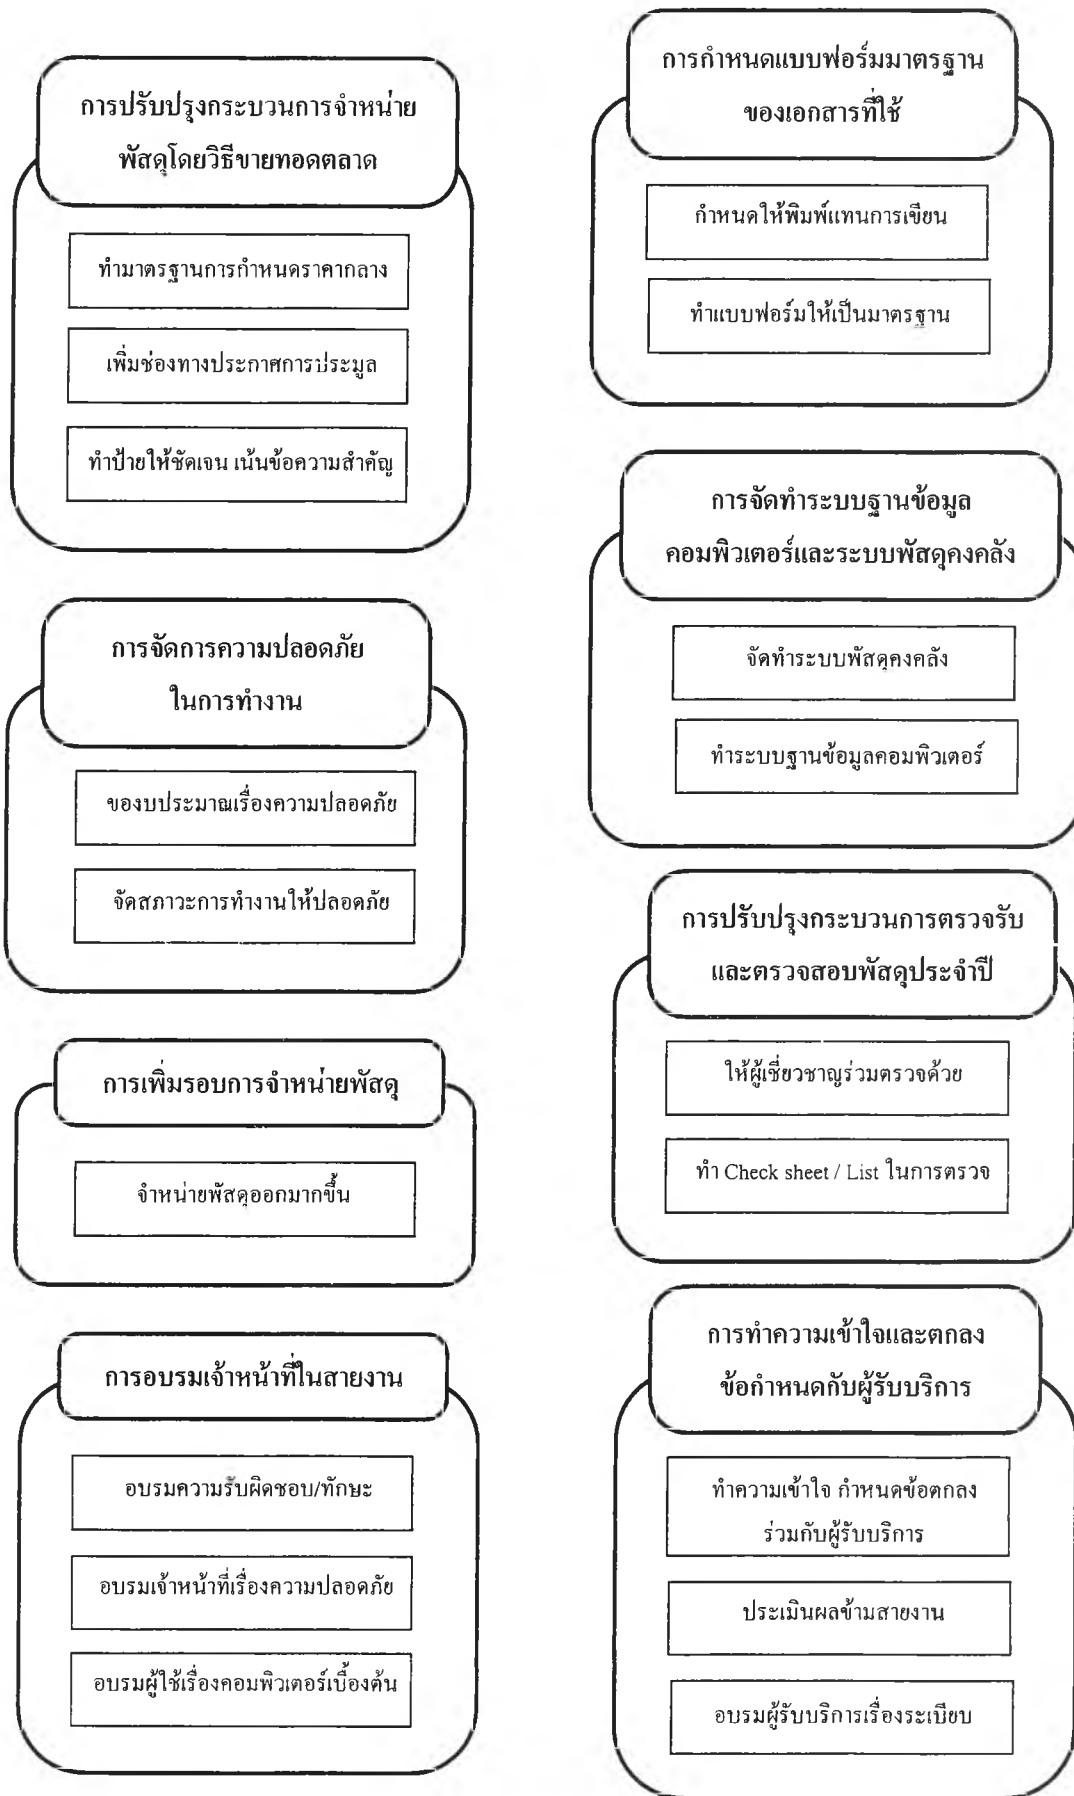 การปรับปรุงกระบวนการจำหน่าย
พัสดุโดยวิธีขายทอดตลาด
ทำมาตรฐานการกำหนดราคากลาง
เพิ่มช่องทางประกาศการประมูล
ทำป้ายให้ชัดเจน เน้นข้อความสำคัญ
การจัดการความปลอดภัย
ในการทำงาน
ของบประมาณเรื่องความปลอดภัย
จัดสภาวะการทำงานให้ปลอดภัย
การเพิ่มรอบการจำหน่ายพัสดุ
จำหน่ายพัสดุออกมากขึ้น
การอบรมเจ้าหน้าที่ในสายงาน
อบรมความรับผิดชอบ/ทักษะ
อบรมเจ้าหน้าที่เรื่องความปลอดภัย
อบรมผู้ใช้เรื่องคอมพิวเตอร์เบื้องต้น
การกำหนดแบบฟอร์มมาตรฐาน
ของเอกสารที่ใช้
กำหนดให้พิมพ์แทนการเขียน
ทำแบบฟอร์มให้เป็นมาตรฐาน
การจัดทำระบบฐานข้อมูล
คอมพิวเตอร์และระบบพัสดุคงคลัง
จัดทำระบบพัสดุคงคลัง
ทำระบบฐานข้อมูลคอมพิวเตอร์
การปรับปรุงกระบวนการตรวจรับ
และตรวจสอบพัสดุประจำปี
ให้ผู้เชี่ยวชาญร่วมตรวจด้วย
ทำ Check sheet / List ในการตรวจ
การทำความเข้าใจและตกลง
ข้อกำหนดกับผู้รับบริการ
ทำความเข้าใจ กำหนดข้อตกลง
ร่วมกับผู้รับบริการ
ประเมินผลข้ามสายงาน
อบรมผู้รับบริการเรื่องระเบียบ